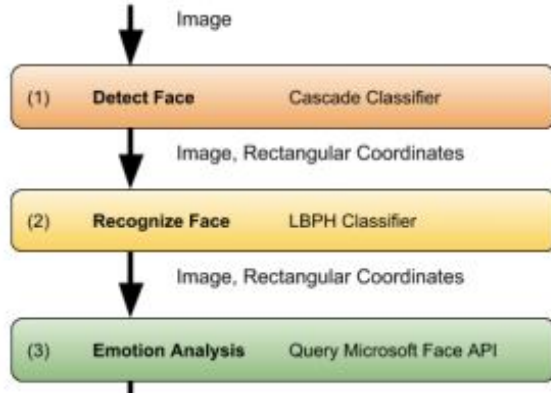 Image
(1) Detect Face Cascade Classifier
Image, Rectangular Coordinates
(2) Recognize Face LBPH Classifier
Image, Rectangular Coordinates
(3) Emotion Analysis Query Microsoft Face API